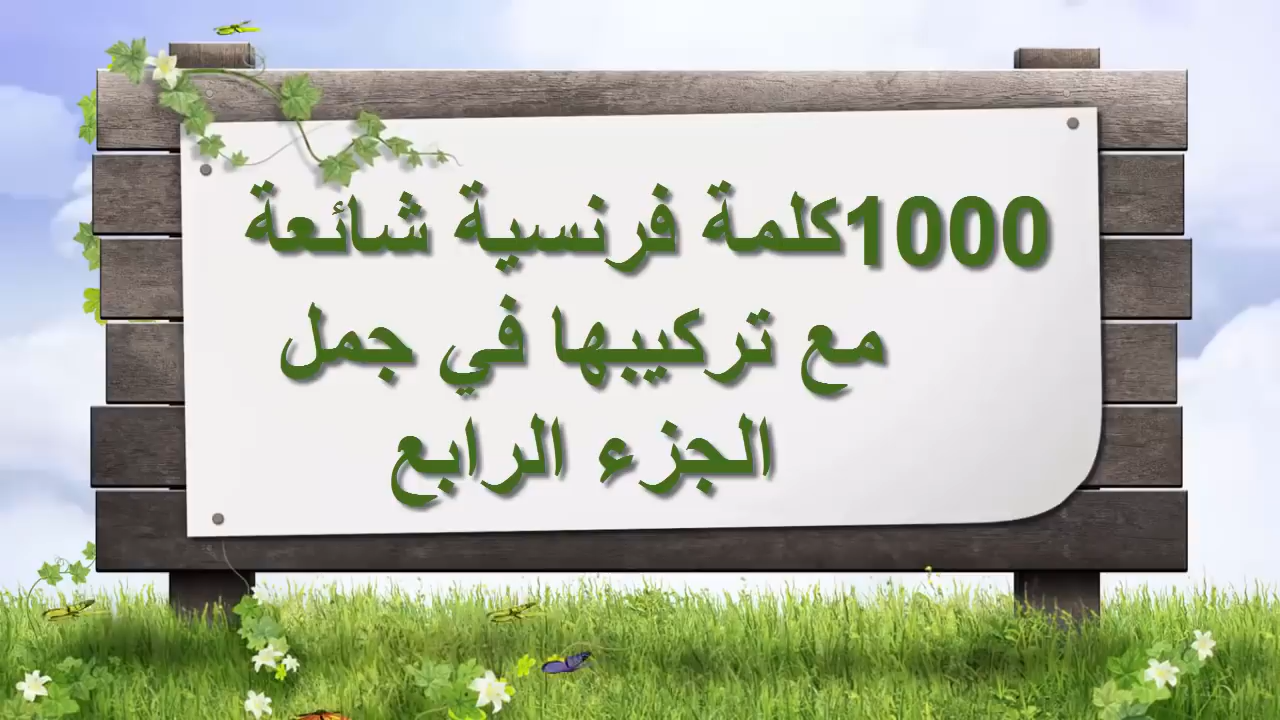 1000كلمة فرنسية شائعة
مع تركيبها في جمل
الجزء الرابع